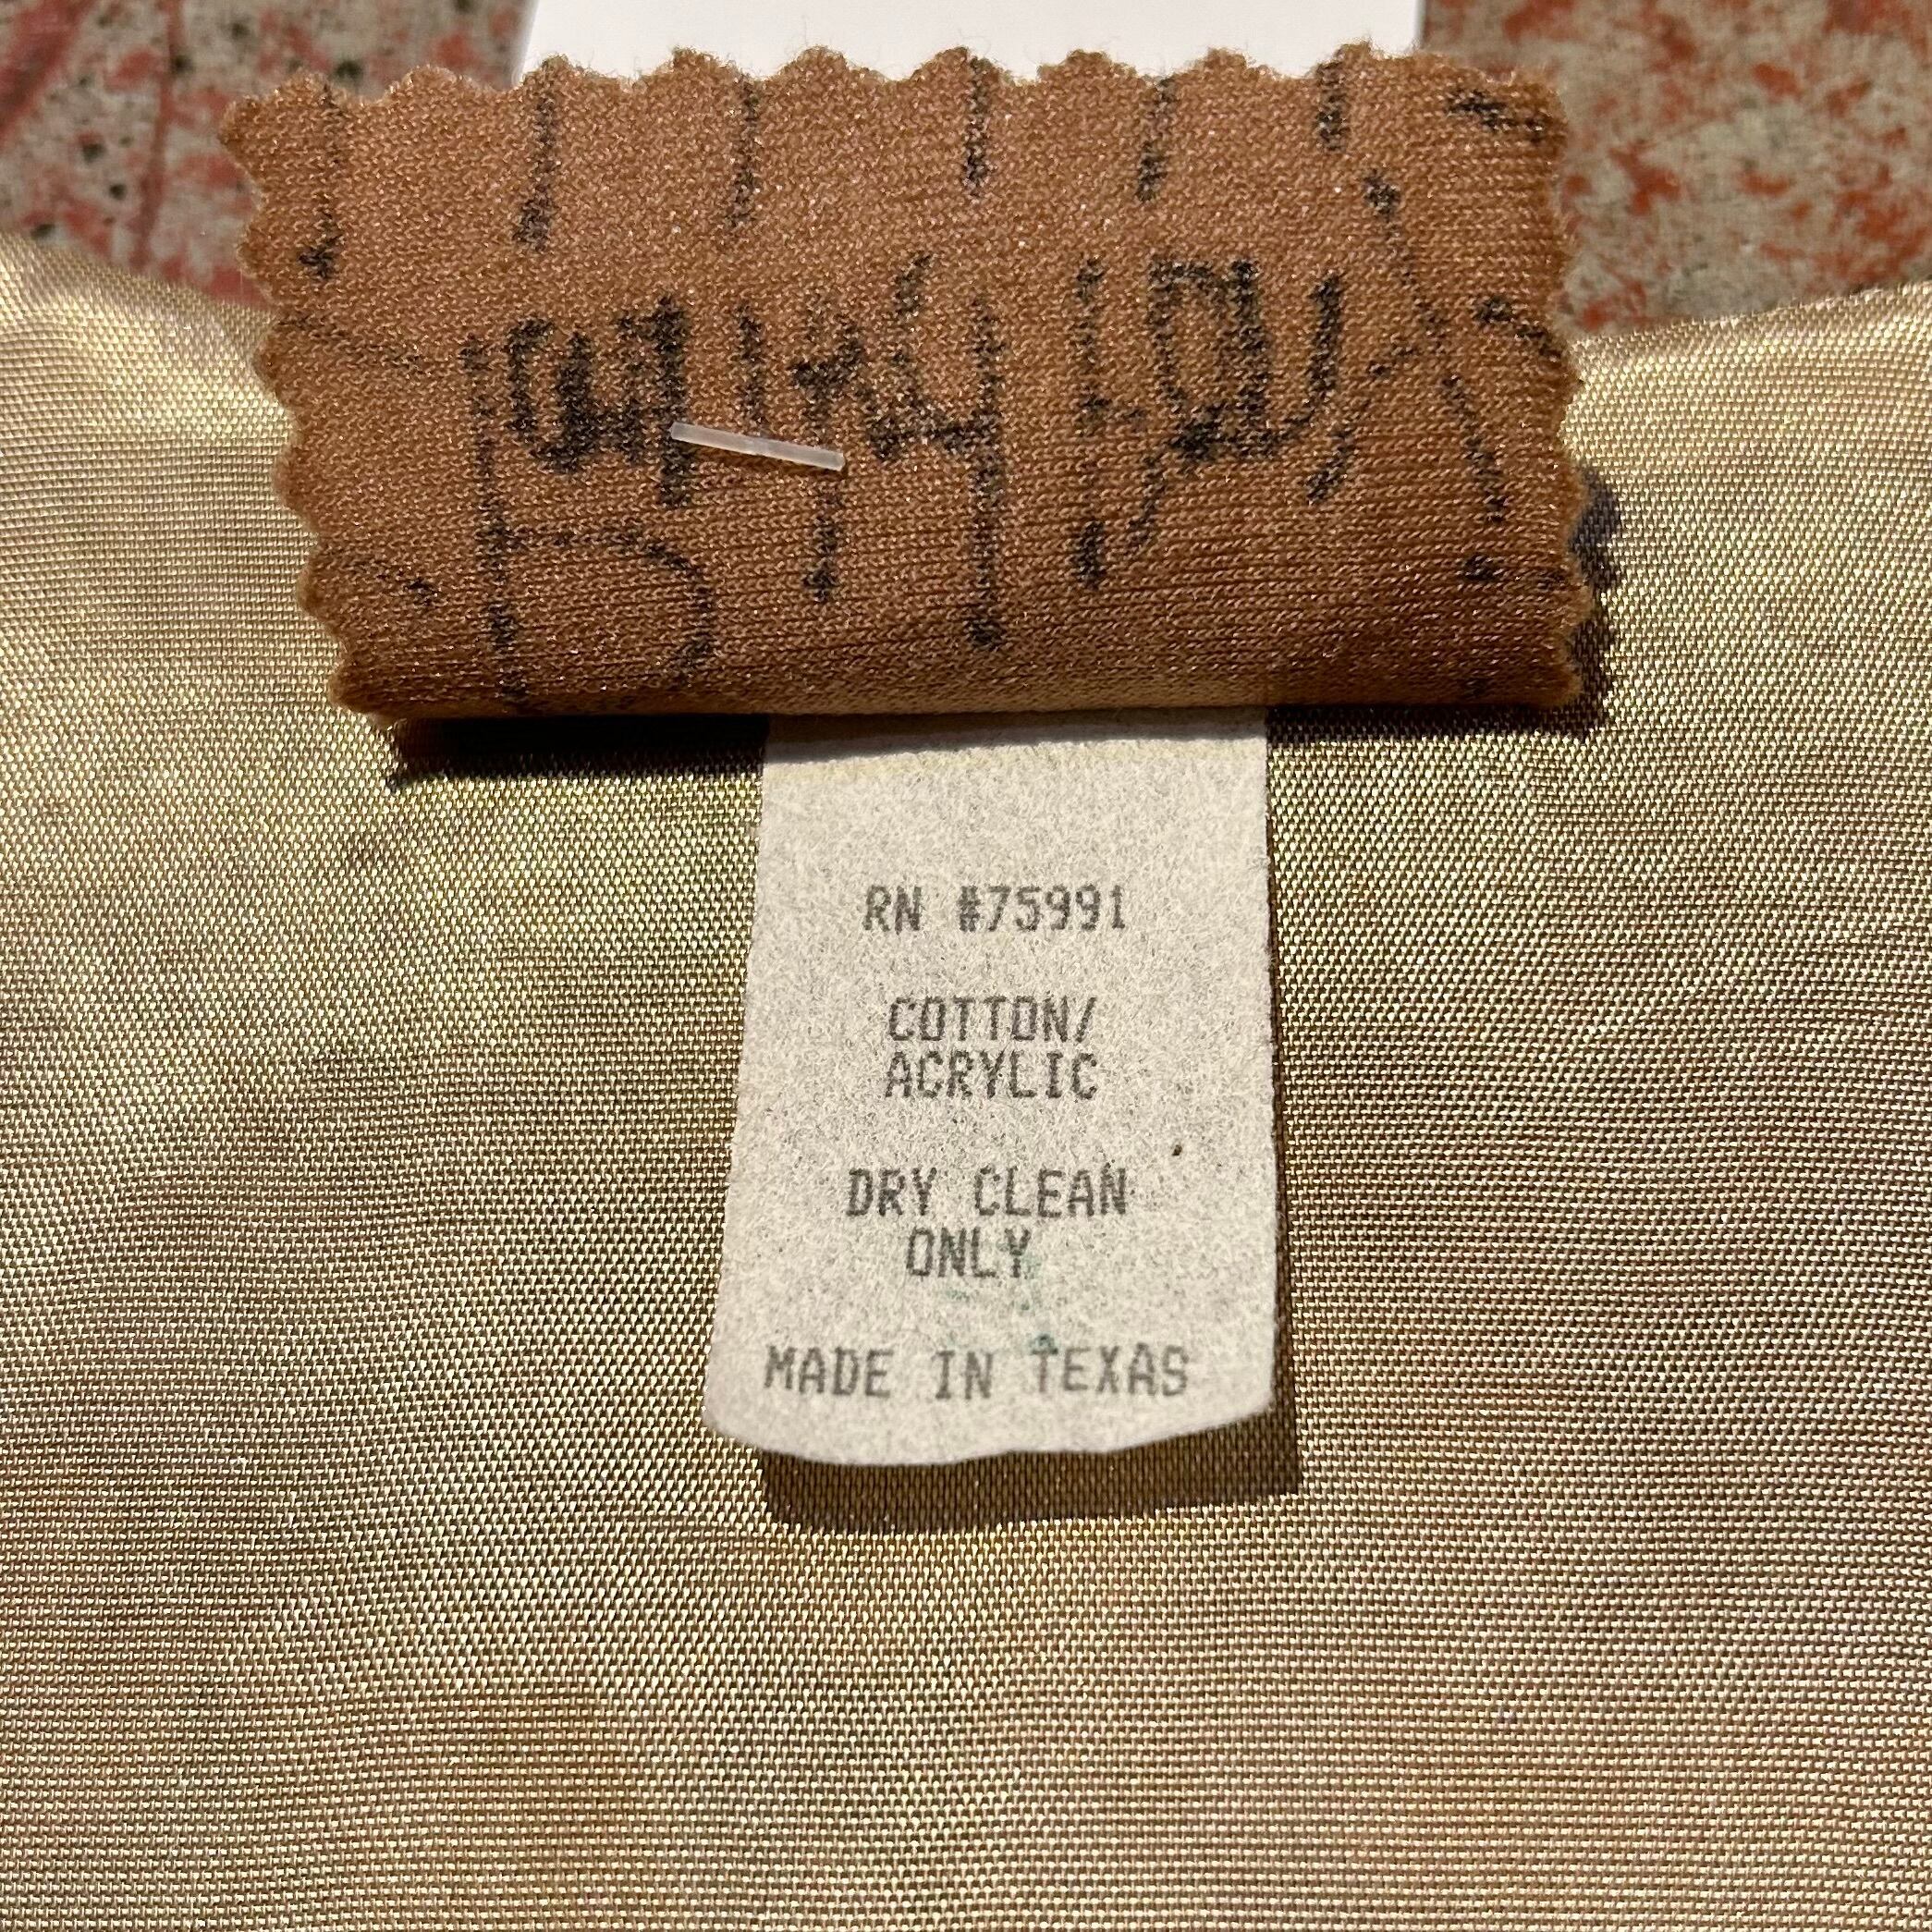 RN #75991
COTTON/
ACRYLIC
DRY CLEAN
ONLY
MADE IN TEXAS